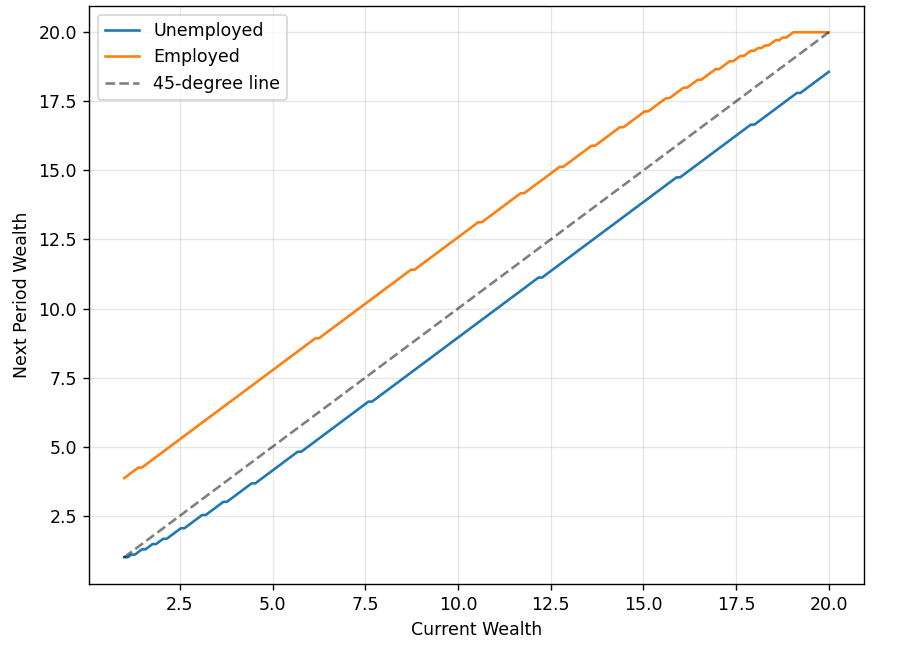 Unemployed
Employed
45-degree line
20.0
17.5
15.0
12.5
10.0
7.5
5.0
2.5
Next Period Wealth
2.5 5.0 7.5 10.0 12.5 15.0 17.5 20.0
Current Wealth